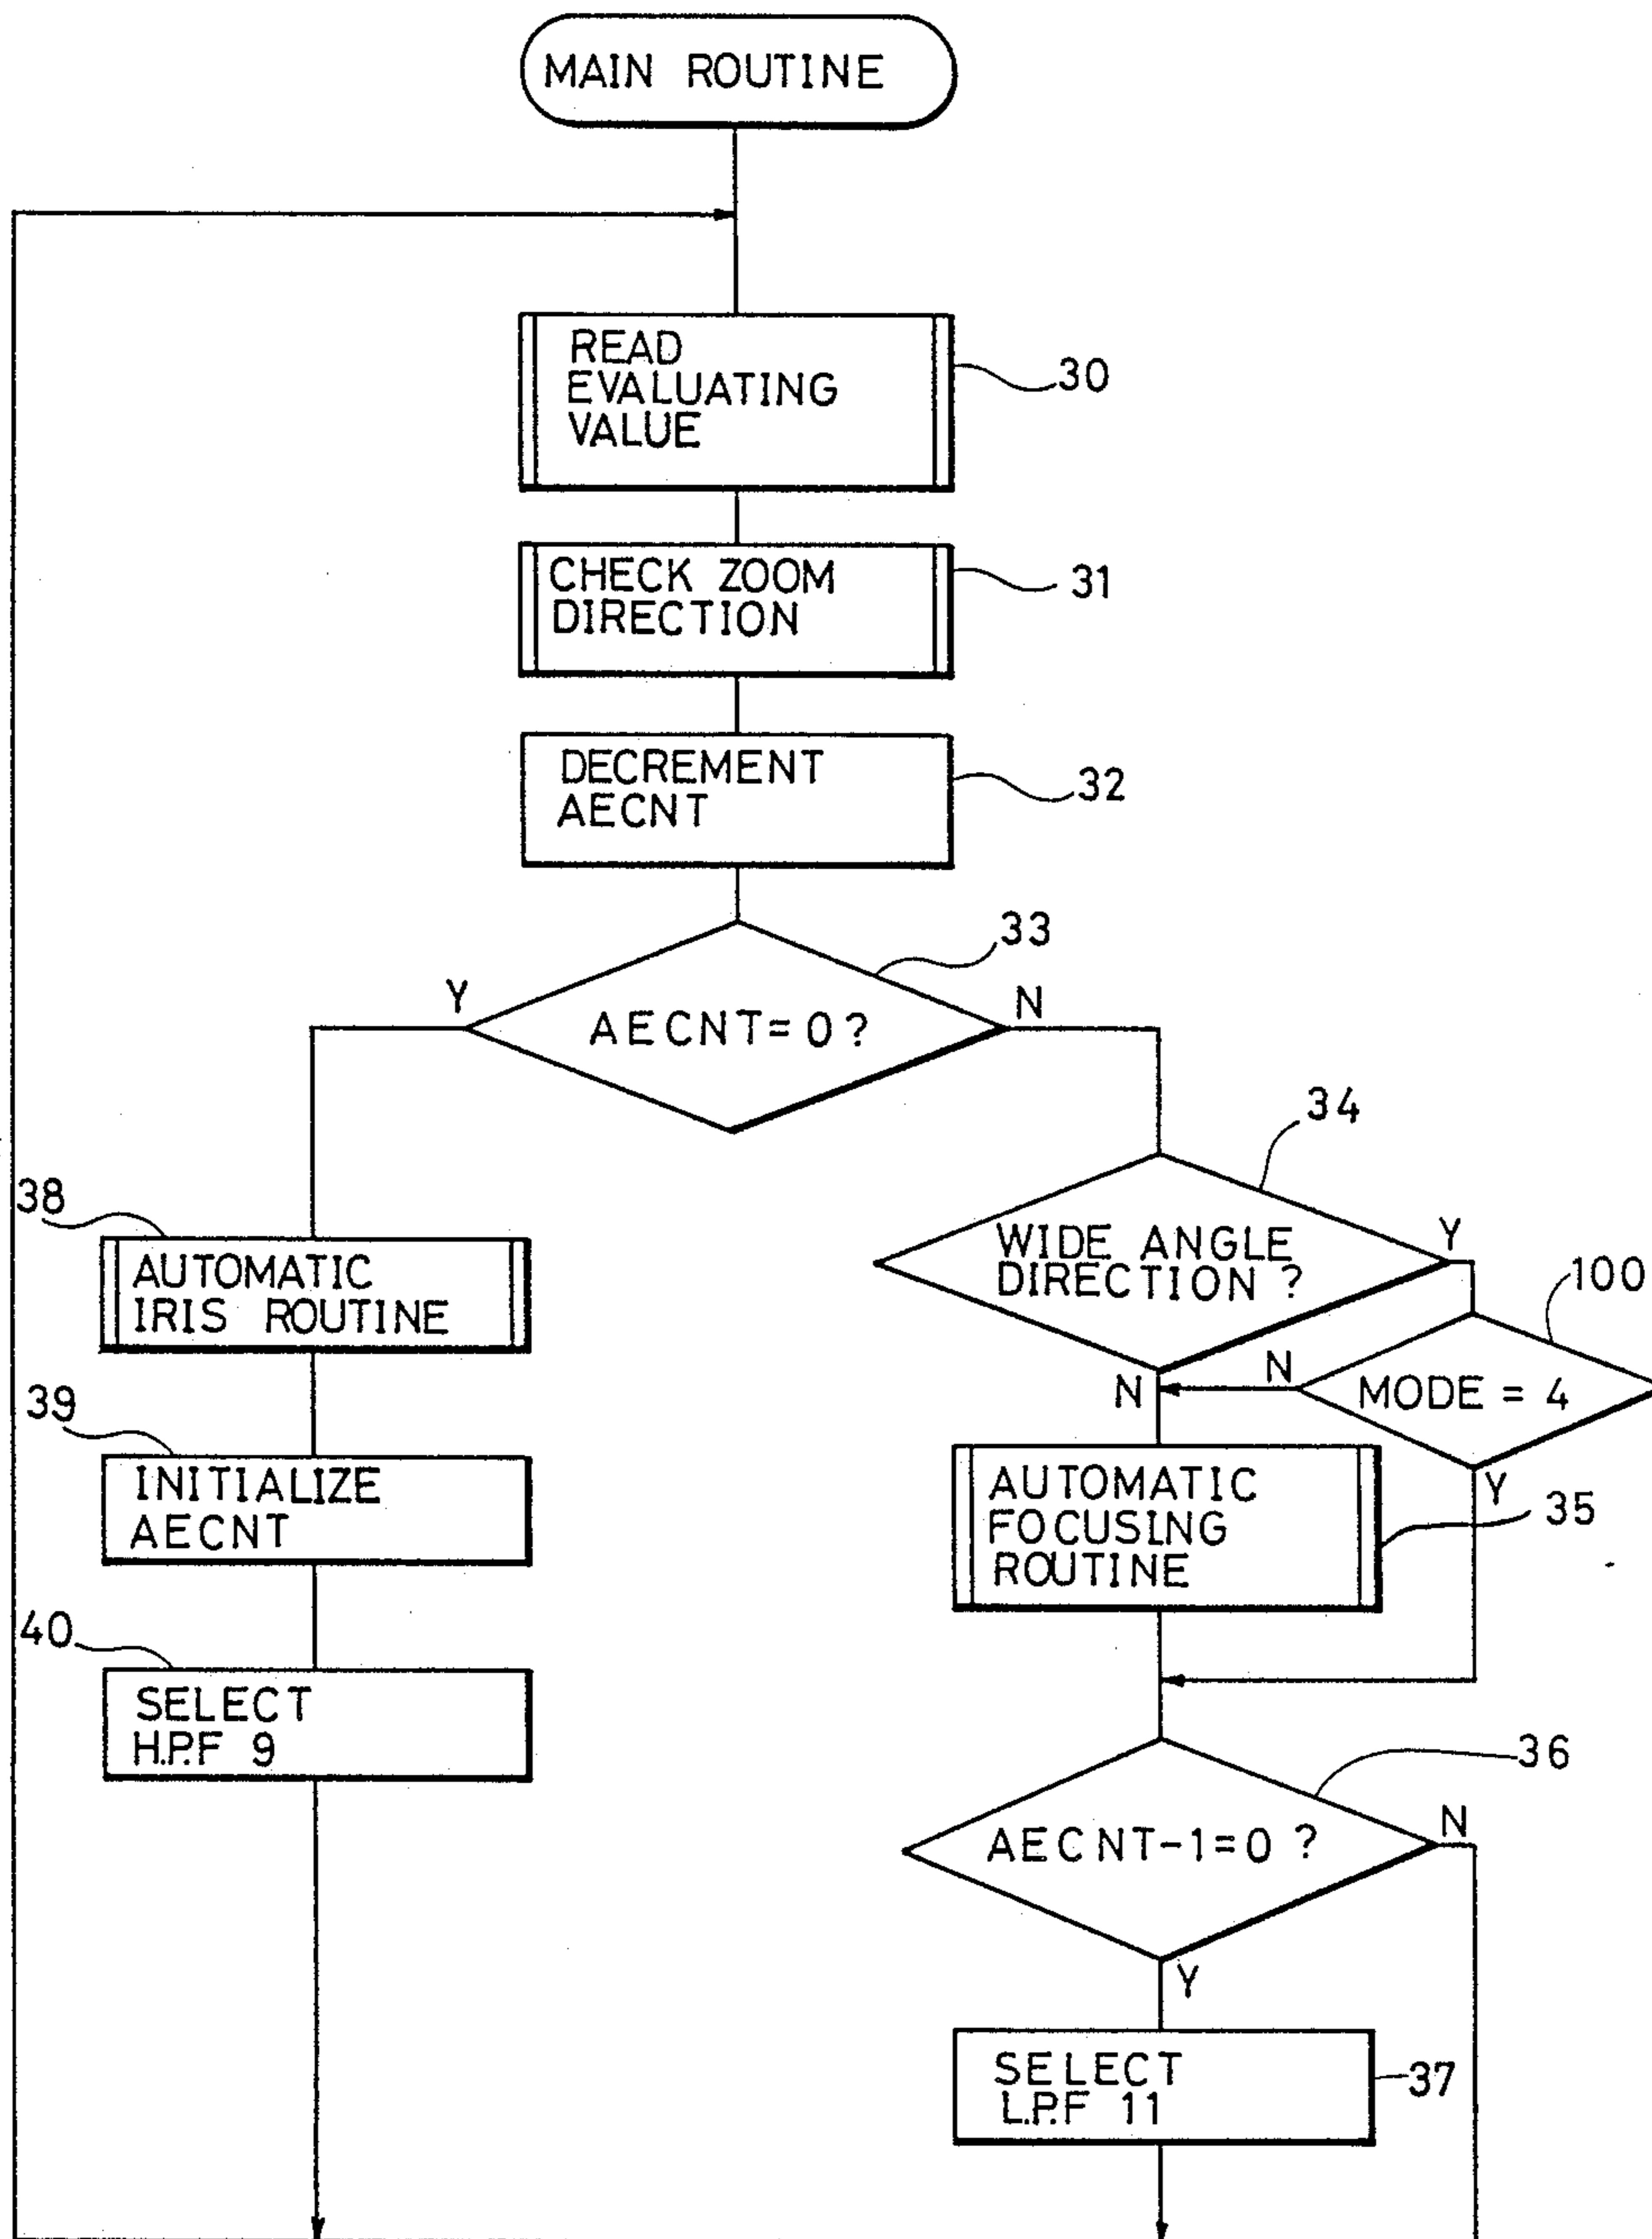 MAIN ROUTINE
READ
EVALUATING
VALUE
30
CHECK ZOOM
DIRECTION
31
DECREMENT
AECNT
32
33
Y
AECNT=0?
N
34
WIDE ANGLE
DIRECTION ?
Y
100
N
N
MODE = 4
Y
38
AUTOMATIC
IRIS ROUTINE
39
INITIALIZE
AECNT
AUTOMATIC
FOCUSING
ROUTINE
35
40
SELECT
H.P.F 9
36
AECNT-1=0 ?
N
Y
SELECT
L.P.F 11
37